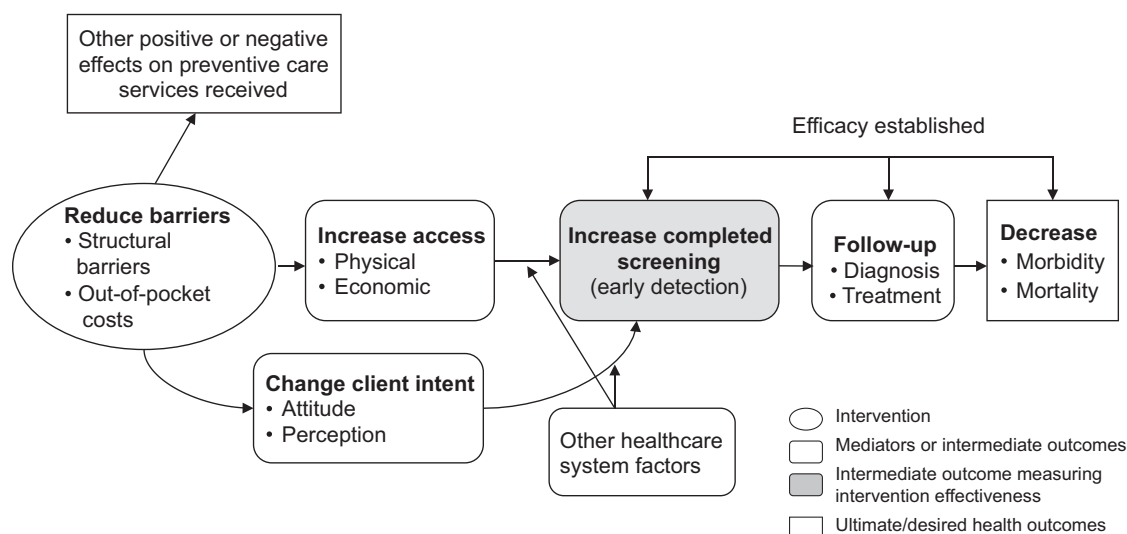 Other positive or negative
effects on preventive care
services received
Efficacy established
Reduce barriers
• Structural
barriers
• Out-of-pocket
costs
Increase access
• Physical
• Economic
Increase completed
screening
(early detection)
Follow-up
• Diagnosis
• Treatment
Decrease
• Morbidity
• Mortality
Change client intent
• Attitude
• Perception
Other healthcare
system factors
Intervention
Mediators or intermediate outcomes
Intermediate outcome measuring
intervention effectiveness
Ultimate/desired health outcomes